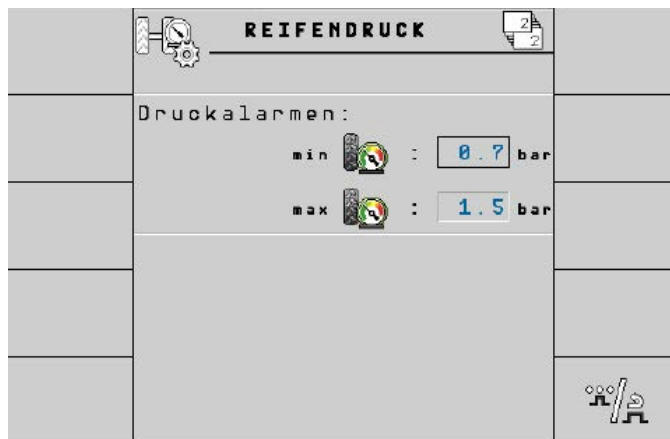 REIFENDRUCK
2
2
Druckalarmen:
min : 0.7 bar
max : 1.5 bar